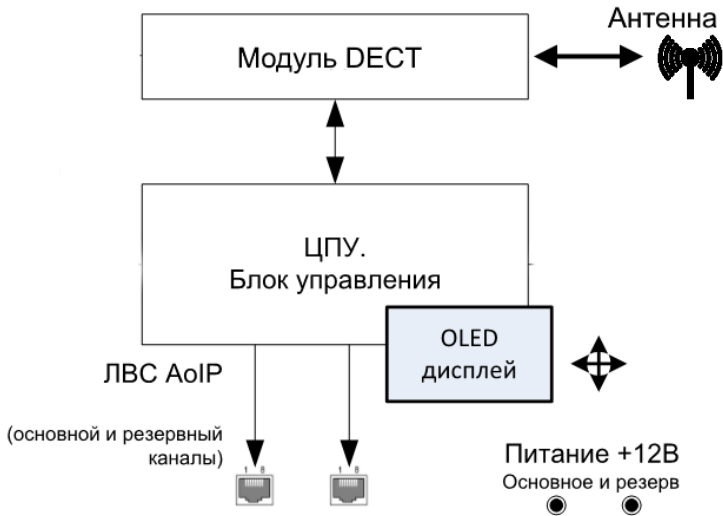 Антенна
Модуль DECT
ЦПУ.
Блок управления
OLED
дисплей
ЛВС AoIP
(основной и резервный
каналы)
1 8
1 8
Питание +12В
Основное и резерв